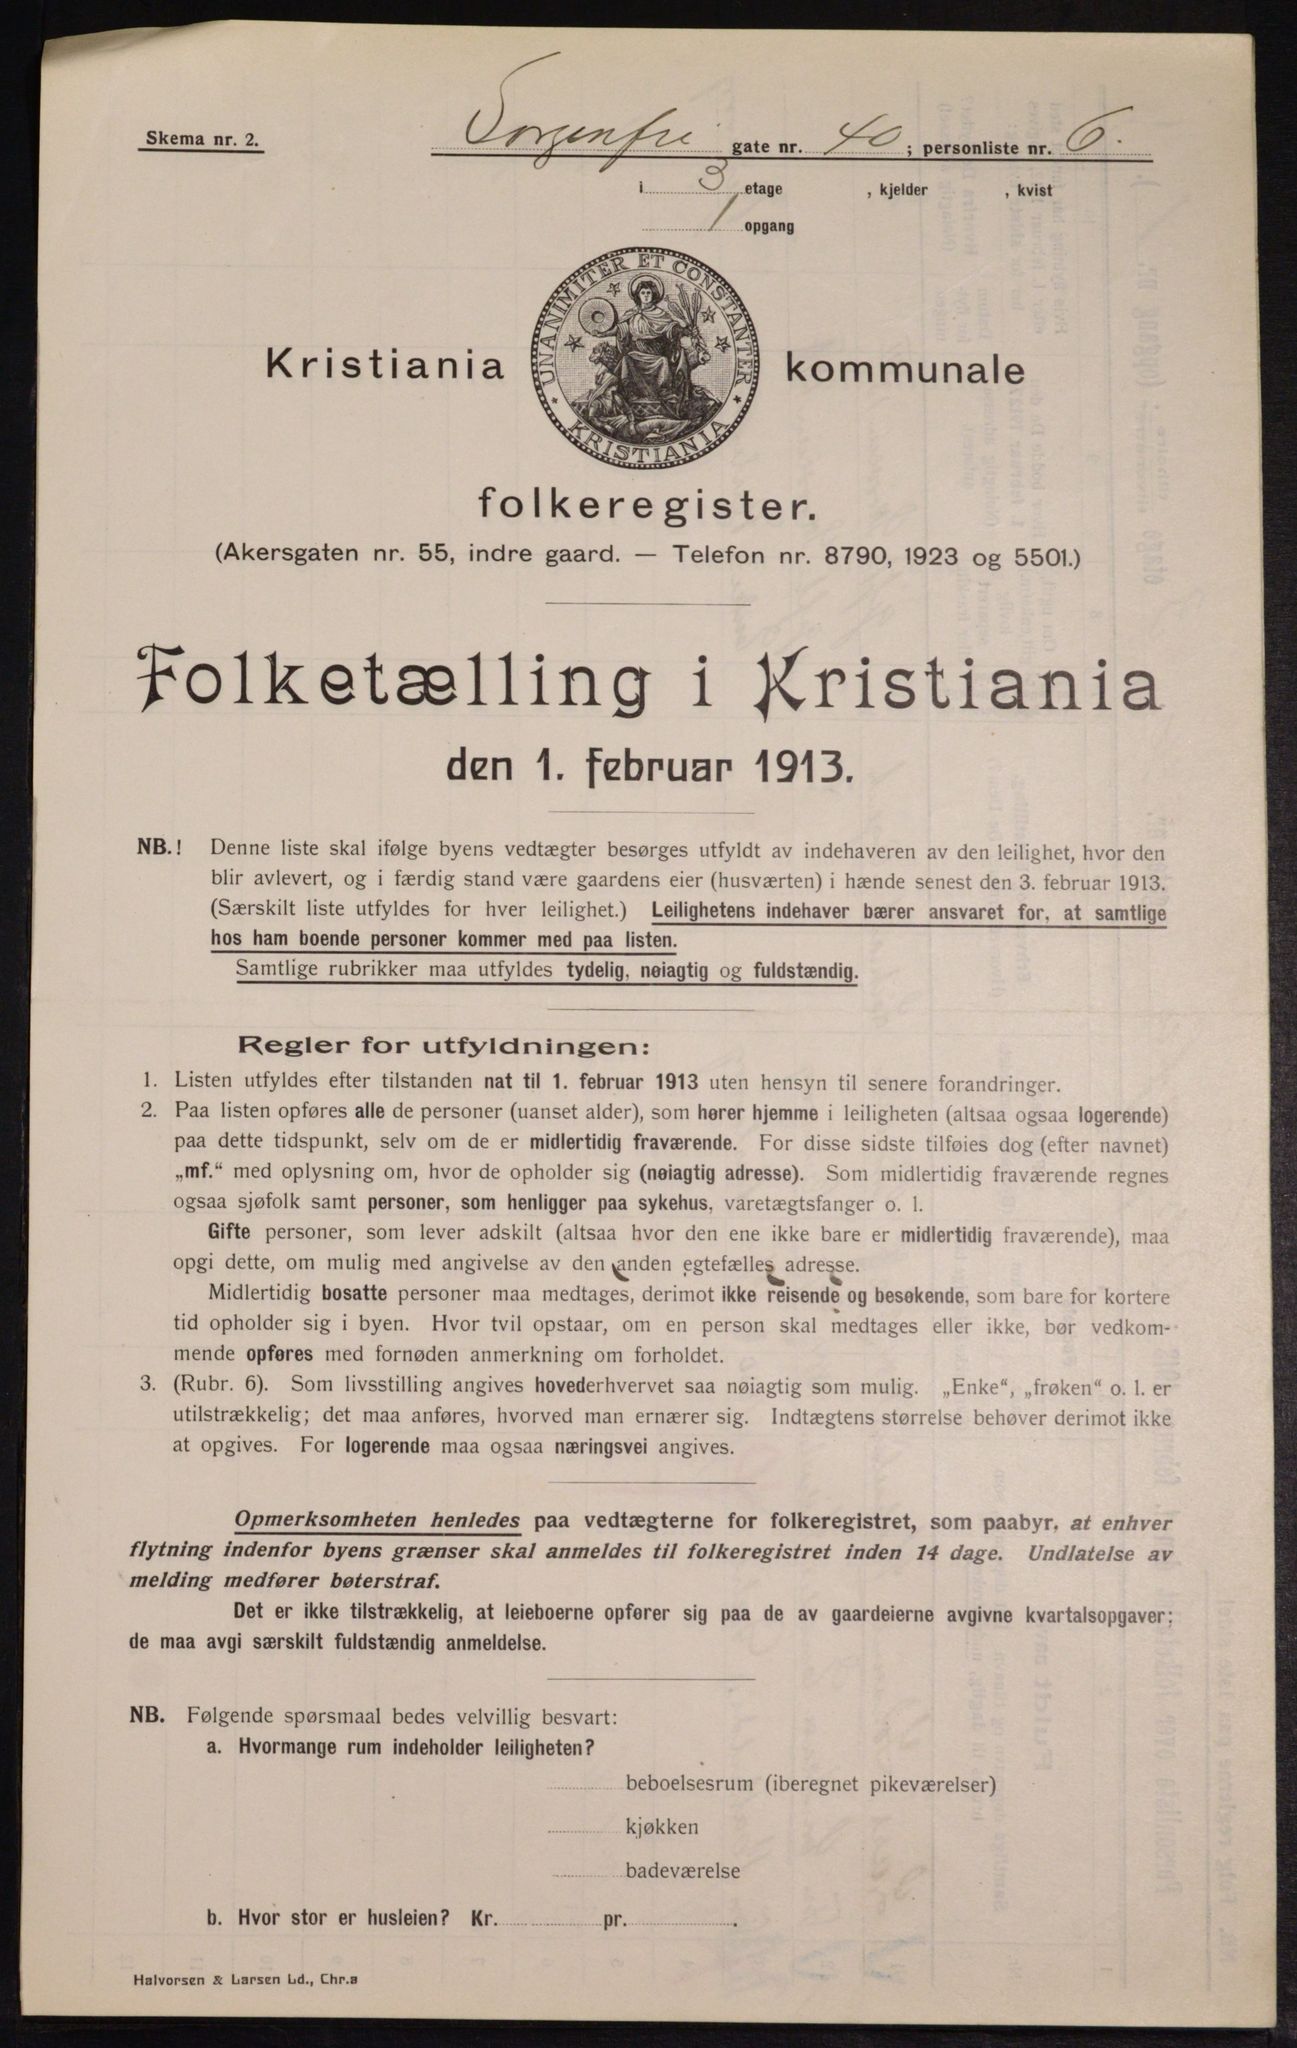 Skema nr. 2.
Sorgenfri gate nr. 40; personliste nr. 6.
i 3 etage , kjelder , kvist
1 opgang
UNANIMITER ET CONSTANTER
KRISTIANIA
Kristiania kommunale
folkeregister.
(Akersgaten nr. 55, indre gaard. — Telefon nr. 8790, 1923 og 5501.)
Folketælling i Kristiania
den 1. februar 1913.
NB.! Denne liste skal ifølge byens vedtægter besørges utfyldt av indehaveren av den leilighet, hvor den
blir avlevert, og i færdig stand være gaardens eier (husværten) i hænde senest den 3. februar 1913.
(Særskilt liste utfyldes for hver leilighet.) Leilighetens indehaver bærer ansvaret for, at samtlige
hos ham boende personer kommer med paa listen.
Samtlige rubrikker maa utfyldes tydelig, nøiagtig og fuldstændig.
Regler for utfyldningen:
1. Listen utfyldes efter tilstanden nat til 1. februar 1913 uten hensyn til senere forandringer.
2. Paa listen opføres alle de personer (uanset alder), som hører hjemme i leiligheten (altsaa ogsaa logerende)
paa dette tidspunkt, selv om de er midlertidig fraværende. For disse sidste tilføies dog (efter navnet)
„mf.“ med oplysning om, hvor de opholder sig (nøiagtig adresse). Som midlertidig fraværende regnes
ogsaa sjøfolk samt personer, som henligger paa sykehus, varetægtsfanger o. l.
Gifte personer, som lever adskilt (altsaa hvor den ene ikke bare er midlertidig fraværende), maa
opgi dette, om mulig med angivelse av den anden egtefælles adresse.
Midlertidig bosatte personer maa medtages, derimot ikke reisende og besøkende, som bare for kortere
tid opholder sig i byen. Hvor tvil opstaar, om en person skal medtages eller ikke, bør vedkom-
mende opføres med fornøden anmerkning om forholdet.
3. (Rubr. 6). Som livsstilling angives hovederhvervet saa nøiagtig som mulig. „Enke“, „frøken“ o. l. er
utilstrækkelig; det maa anføres, hvorved man ernærer sig. Indtægtens størrelse behøver derimot ikke
at opgives. For logerende maa ogsaa næringsvei angives.
Opmerksomheten henledes paa vedtægterne for folkeregistret, som paabyr, at enhver
flytning indenfor byens grænser skal anmeldes til folkeregistret inden 14 dage. Undlatelse av
melding medfører bøterstraf.
Det er ikke tilstrækkelig, at leieboerne opfører sig paa de av gaardeierne avgivne kvartalsopgaver;
de maa avgi særskilt fuldstændig anmeldelse.
NB. Følgende spørsmaal bedes velvillig besvart:
a. Hvormange rum indeholder leiligheten?
beboelsesrum (iberegnet pikeværelser)
kjøkken
badeværelse
b. Hvor stor er husleien? Kr. pr. .
Halvorsen & Larsen Ld., Chr.a